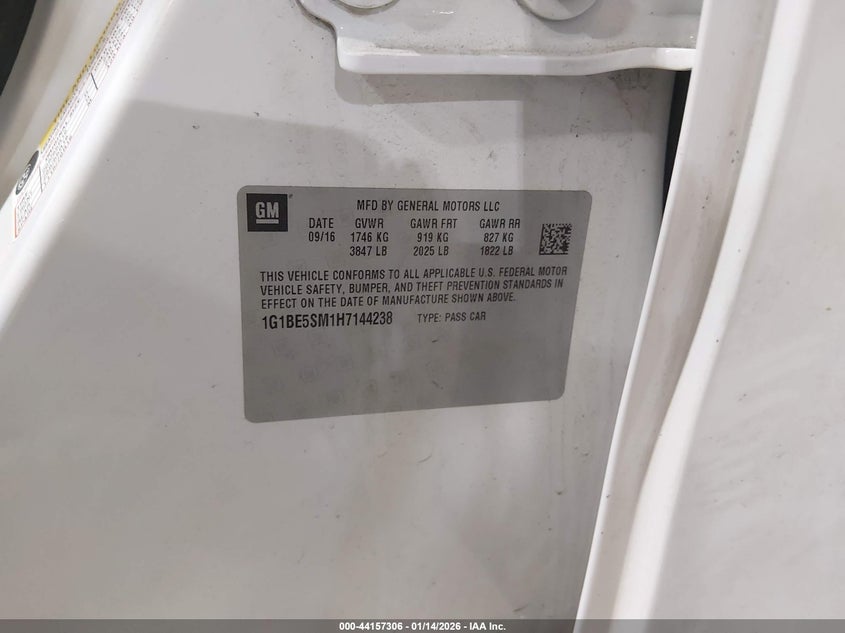 GM
MFD BY GENERAL MOTORS LLC
DATE GVWR GAWR FRT GAWR RR
09/16 1746 KG 919 KG 827 KG
3847 LB 2025 LB 1822 LB
THIS VEHICLE CONFORMS TO ALL APPLICABLE U.S. FEDERAL MOTOR
VEHICLE SAFETY, BUMPER, AND THEFT PREVENTION STANDARDS IN
EFFECT ON THE DATE OF MANUFACTURE SHOWN ABOVE.
1G1BE5SM1H7144238 TYPE: PASS CAR
000-44157306 - 01/14/2026 - IAA Inc.